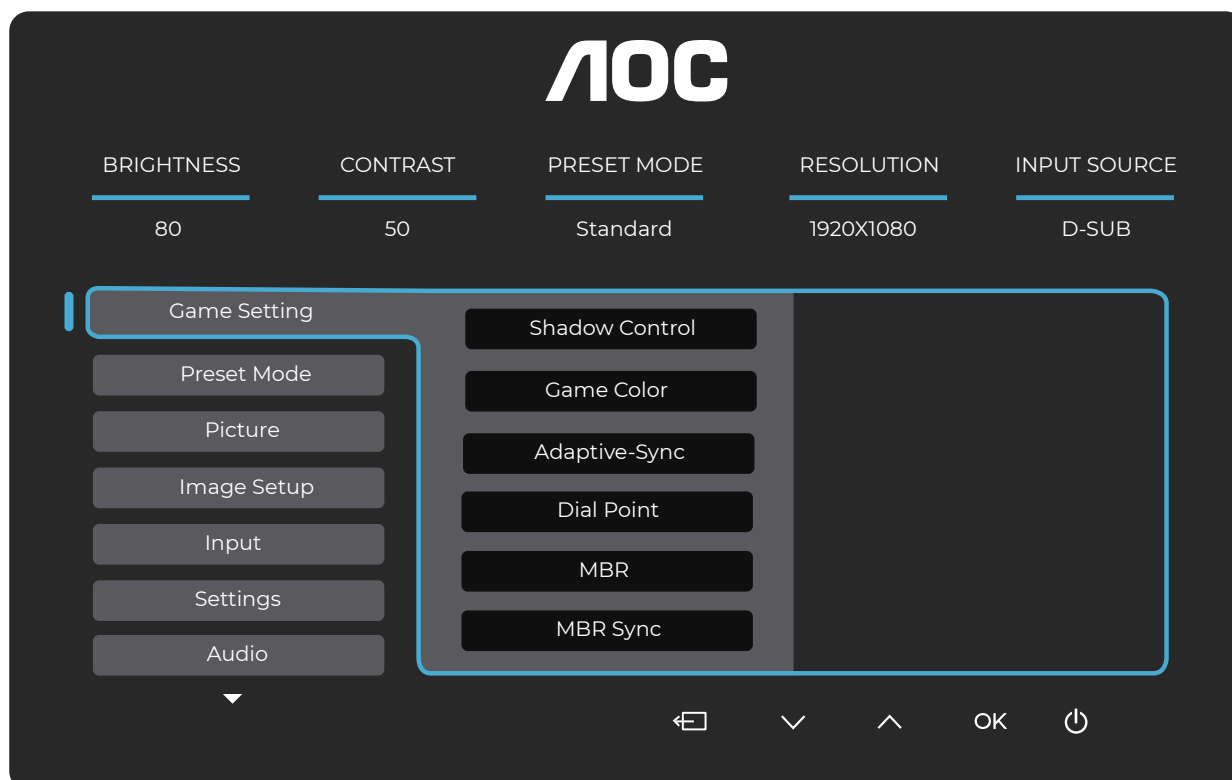 AOC
BRIGHTNESS CONTRAST PRESET MODE RESOLUTION INPUT SOURCE
80 50 Standard 1920X1080 D-SUB
Game Setting
Preset Mode
Picture
Image Setup
Input
Settings
Audio
Shadow Control
Game Color
Adaptive-Sync
Dial Point
MBR
MBR Sync
OK